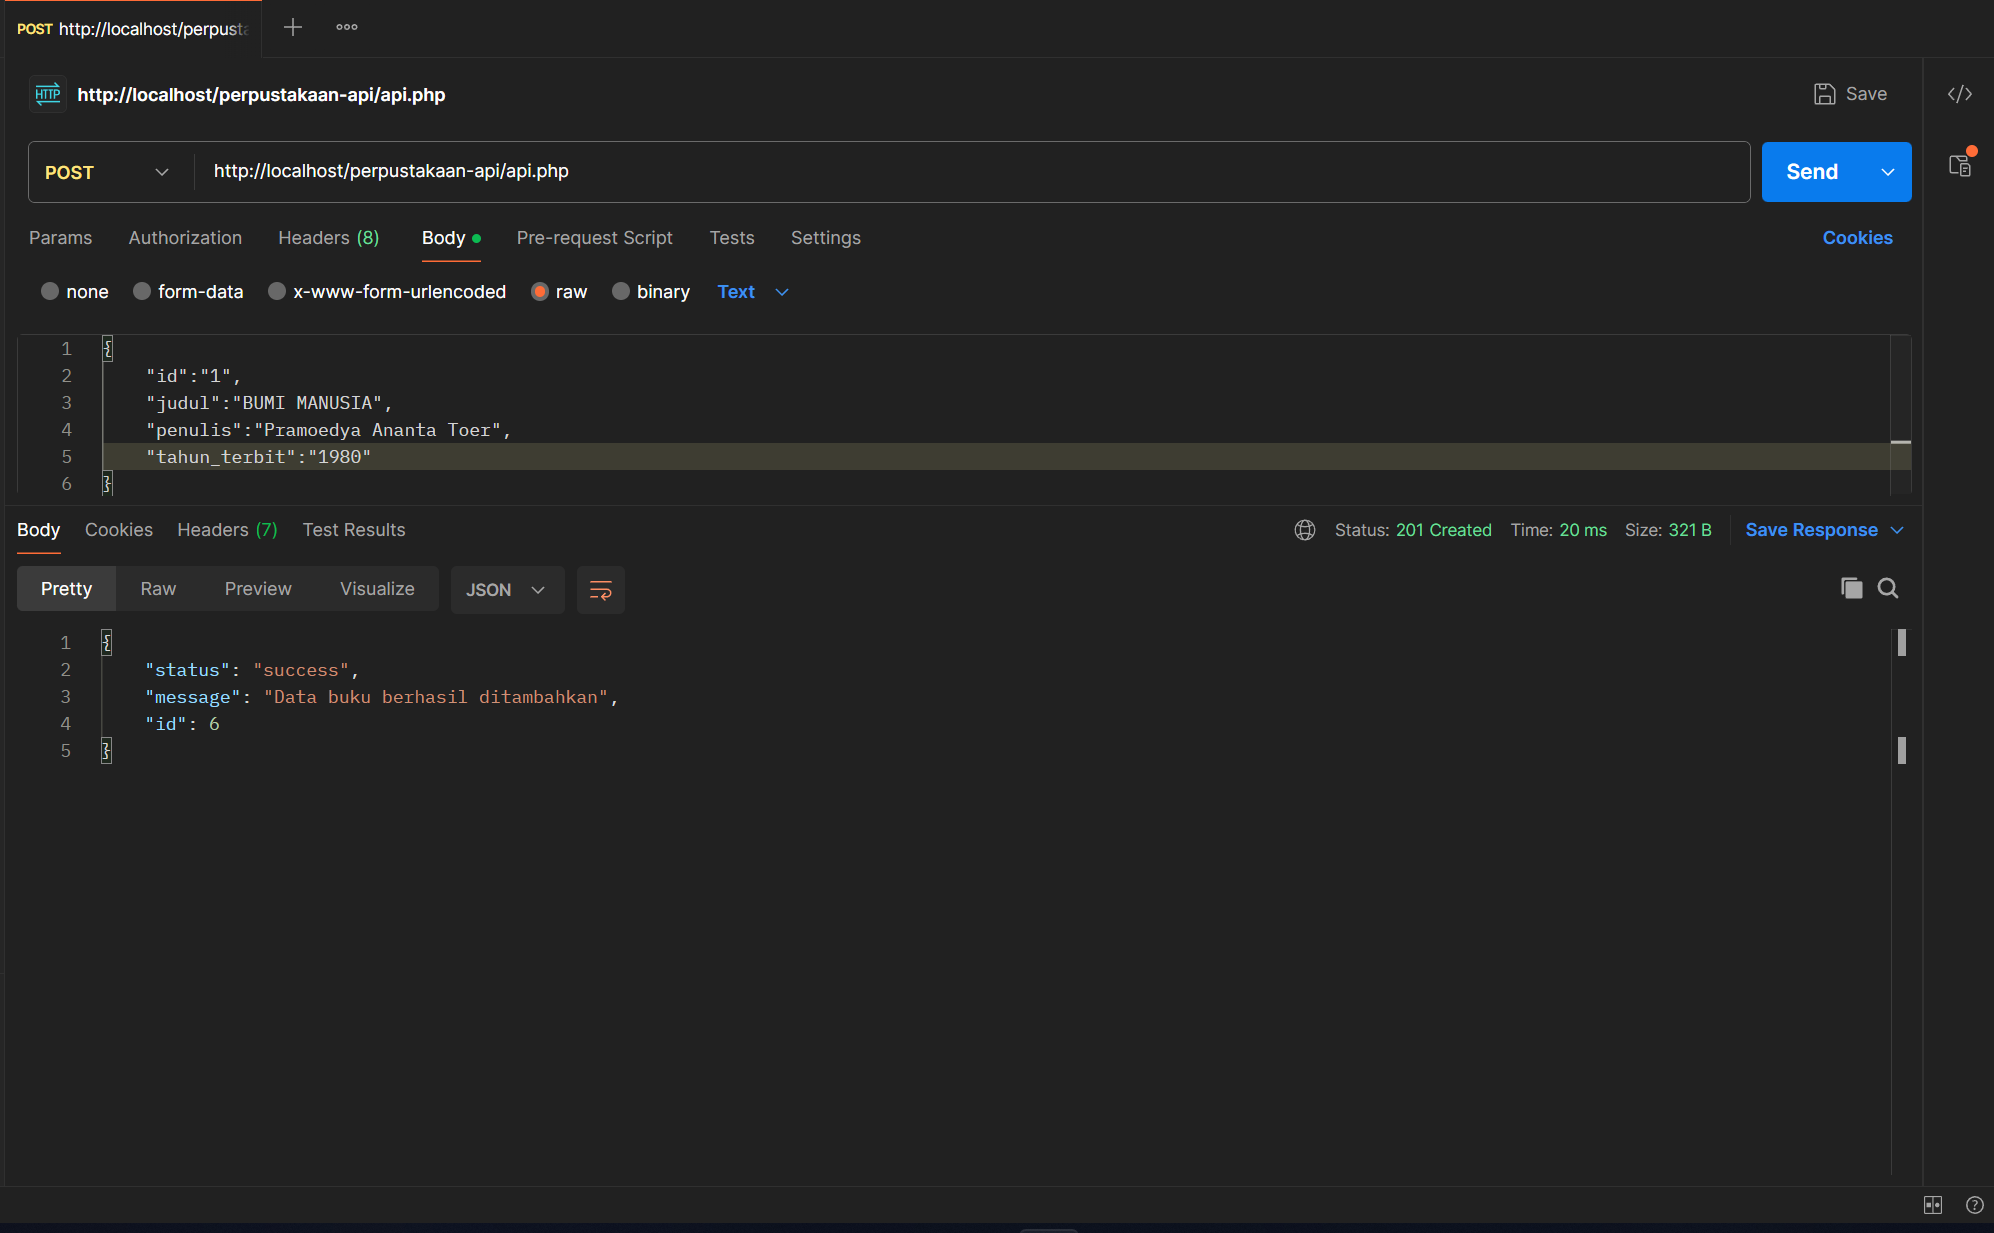 POST http://localhost/perpusta
http://localhost/perpustakaan-api/api.php
Save
POST http://localhost/perpustakaan-api/api.php Send
Params Authorization Headers (8) Body Pre-request Script Tests Settings Cookies
none form-data x-www-form-urlencoded raw binary Text
1 {
2 "id":"1",
3 "judul":"BUMI MANUSIA",
4 "penulis":"Pramoedya Ananta Toer",
5 "tahun_terbit":"1980"
6 }
Body Cookies Headers (7) Test Results Status: 201 Created Time: 20 ms Size: 321 B Save Response
Pretty Raw Preview Visualize JSON
1 {
2 "status": "success",
3 "message": "Data buku berhasil ditambahkan",
4 "id": 6
5 }